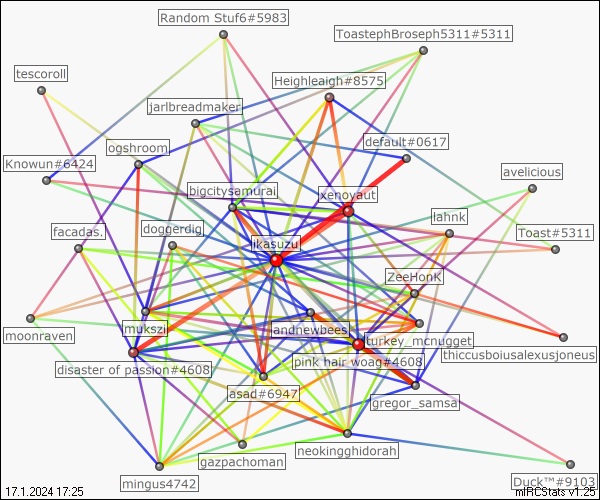 Random Stuf6#5983
ToastephBroseph5311#5311
tescoroll
Heighleaigh#8575
jarlbreadmaker
default#0617
ogshroom
Knowun#6424
avelicious
bigcitysamurai
xenoyaut
lahnk
facadas.
doggerdig
Toast#5311
ikasuzu
ZeeHonK
moonraven
mukszi
andnewbees
turkey_mcnugget
thiccusboiusalexusjoneus
disaster of passion#4608
pink hair woag#4608
asad#6947
gregor_samsa
neokingghidorah
gazpachoman
mingus4742
Duck™#9103
17.1.2024 17:25
mIRCStats v1.25